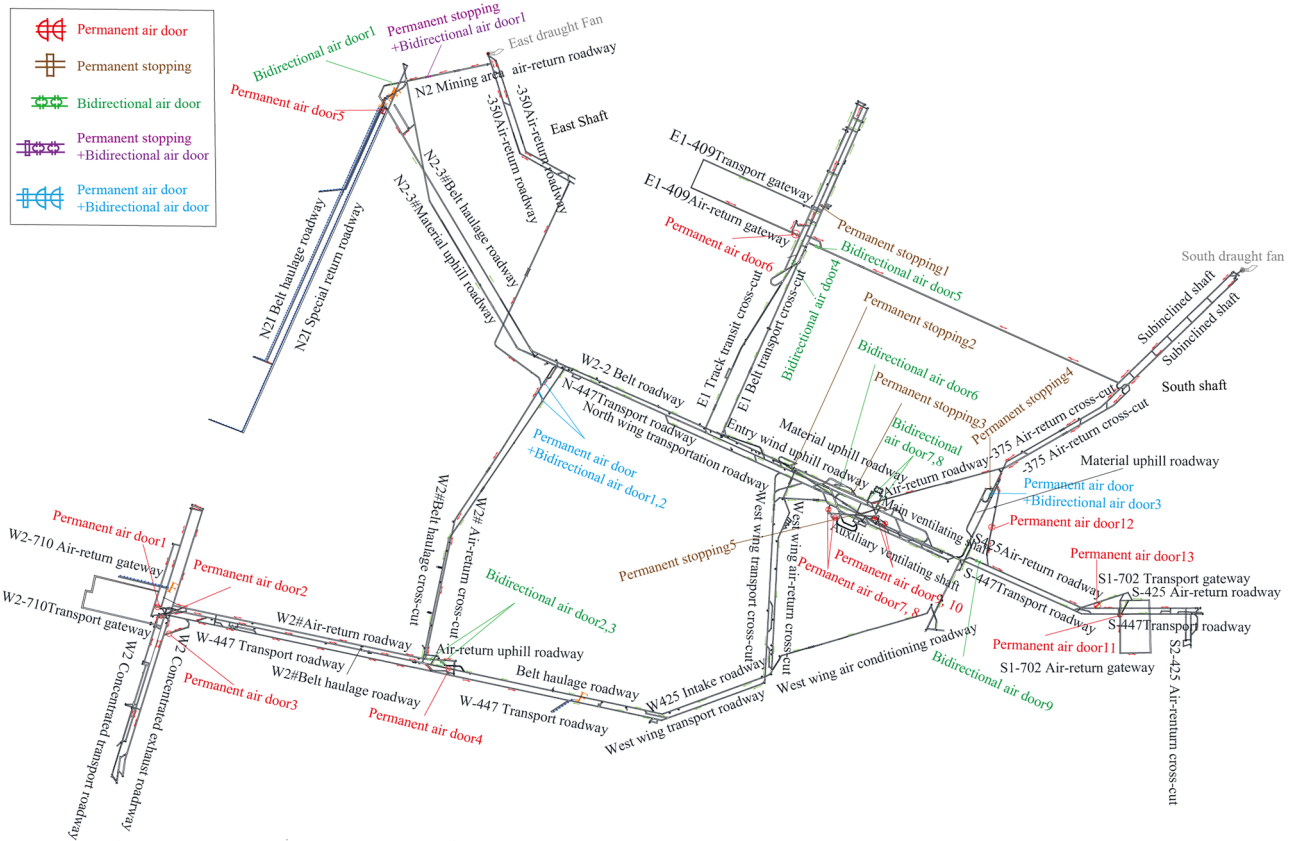 Permanent air door
Permanent stopping
Bidirectional air door
Permanent stopping
+Bidirectional air door
Permanent air door
+Bidirectional air door
Bidirectional air door1
Permanent stopping
+Bidirectional air door1
East draught Fan
N2 Mining area air-return roadway
Permanent air door5
-350Air-return roadway
-350Air-return roadway
East Shaft
N2-3#Belt haulage roadway
N2-3#Material uphill roadway
N2I Belt haulage roadway
N2I Special return roadway
E1-409Transport gateway
E1-409Air-return gateway
Permanent air door6
Permanent stopping1
Bidirectional air door5
Bidirectional air door4
E1 Track transit cross-cut
E1 Belt transport cross-cut
South draught fan
Subinclined shaft
Subinclined shaft
South shaft
Permanent stopping2
Bidirectional air door6
Permanent stopping3
Permanent stopping4
Bidirectional
air door7,8
-375 Air-return cross-cut
-375 Air-return cross-cut
W2-2 Belt roadway
N-447Transport roadway
North wing transportation roadway
Entry wind uphill roadway
Material uphill roadway
Air-return roadway
Material uphill roadway
Permanent air door
+Bidirectional air door1,2
Permanent air door
+Bidirectional air door3
Permanent air door12
Main ventilating shaft
Auxiliary ventilating shaft
S425Air-return roadway
S-447Transport roadway
Permanent air door13
S1-702 Transport gateway
S-425 Air-return roadway
S-447Transport roadway
Permanent air door11
S1-702 Air-return gateway
S2-425 Air-renturn cross-cut
Permanent stopping5
Permanent air door9, 10
Permanent air door7, 8
Bidirectional air door9
West wing transport cross-cut
West wing air-return cross-cut
West wing air conditioning roadway
W2#Belt haulage cross-cut
W2# Air-return cross-cut
Permanent air door1
W2-710 Air-return gateway
Permanent air door2
W2-710Transport gateway
W2#Air-return roadway
W-447 Transport roadway
W2#Belt haulage roadway
Bidirectional air door2,3
Air-return uphill roadway
Belt haulage roadway
W-447 Transport roadway
W425 Intake roadway
West wing transport roadway
Permanent air door3
Permanent air door4
W2 Concentrated transport roadway
W2 Concentrated exhaust roadrway